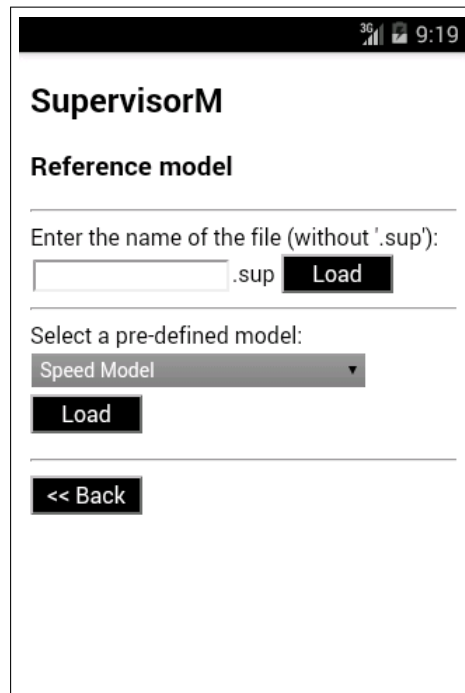 3G 9:19
SupervisorM
Reference model
Enter the name of the file (without '.sup'):
.sup Load
Select a pre-defined model:
Speed Model
Load
<< Back